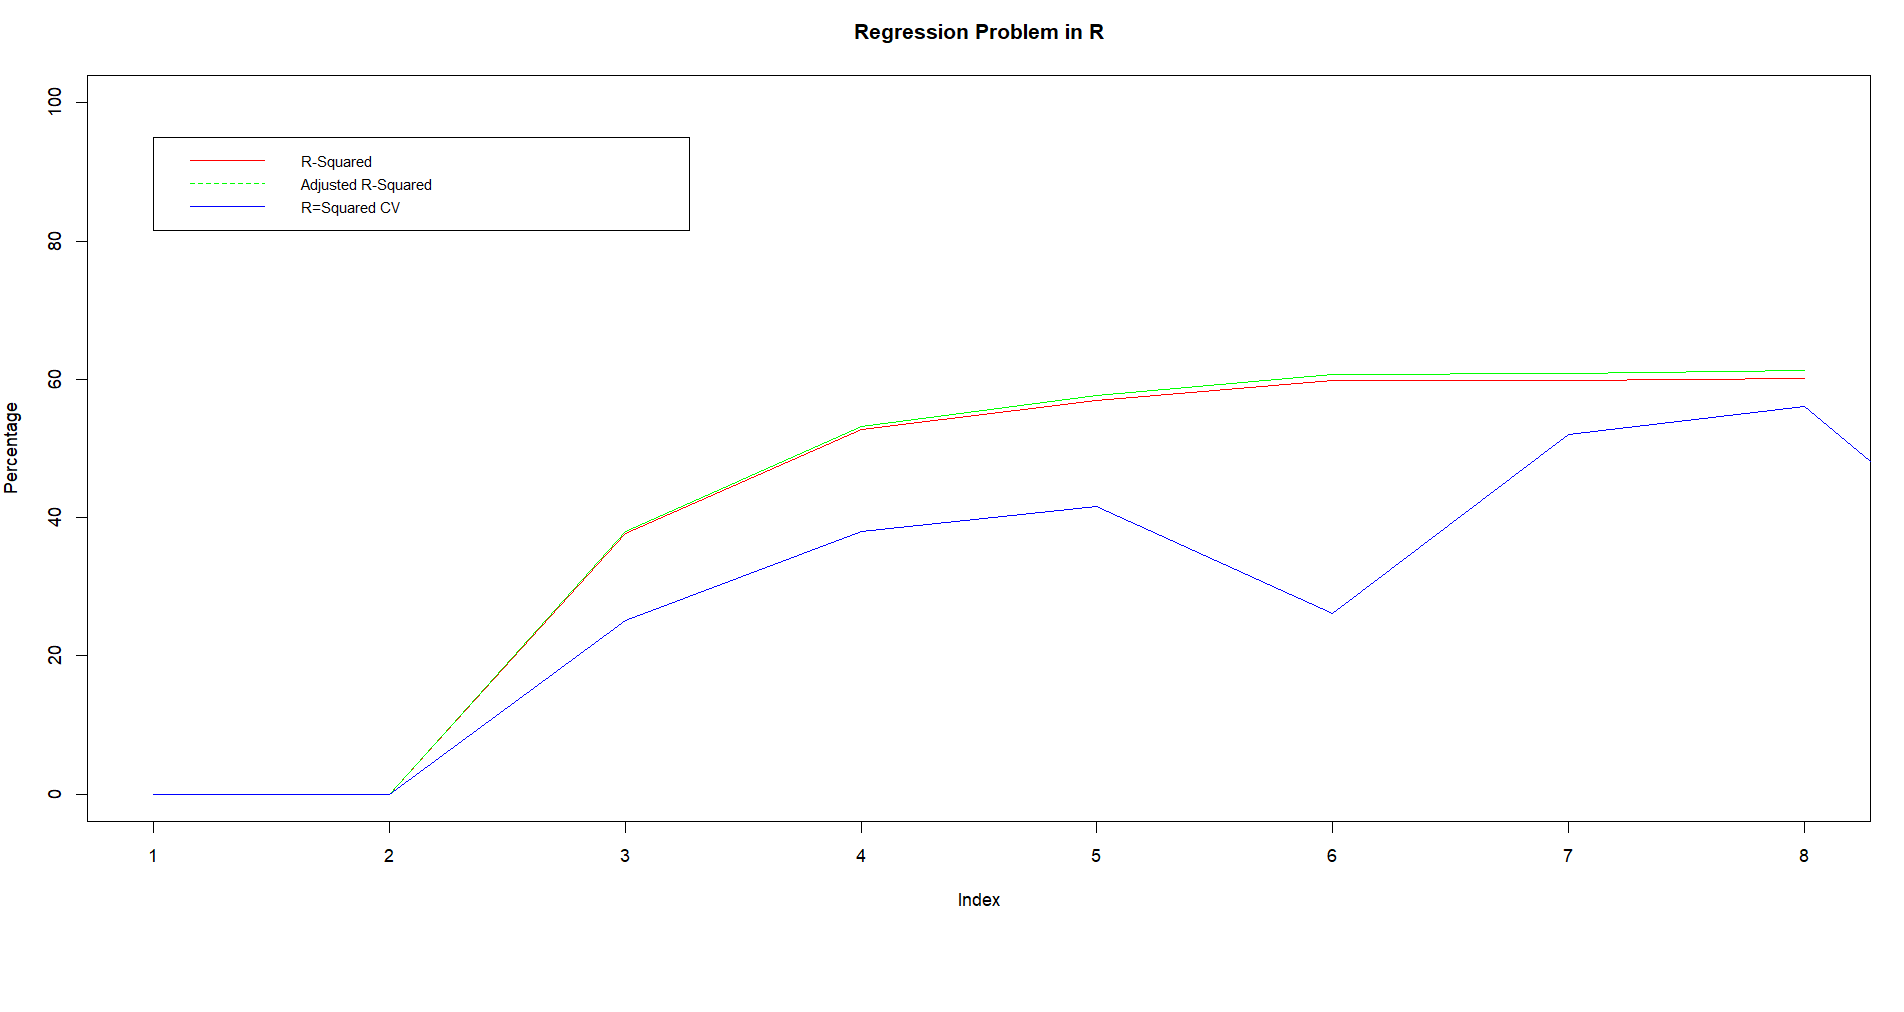 Regression Problem in R
100
80
60
40
20
0
Percentage
R-Squared
Adjusted R-Squared
R=Squared CV
1 2 3 4 5 6 7 8
Index